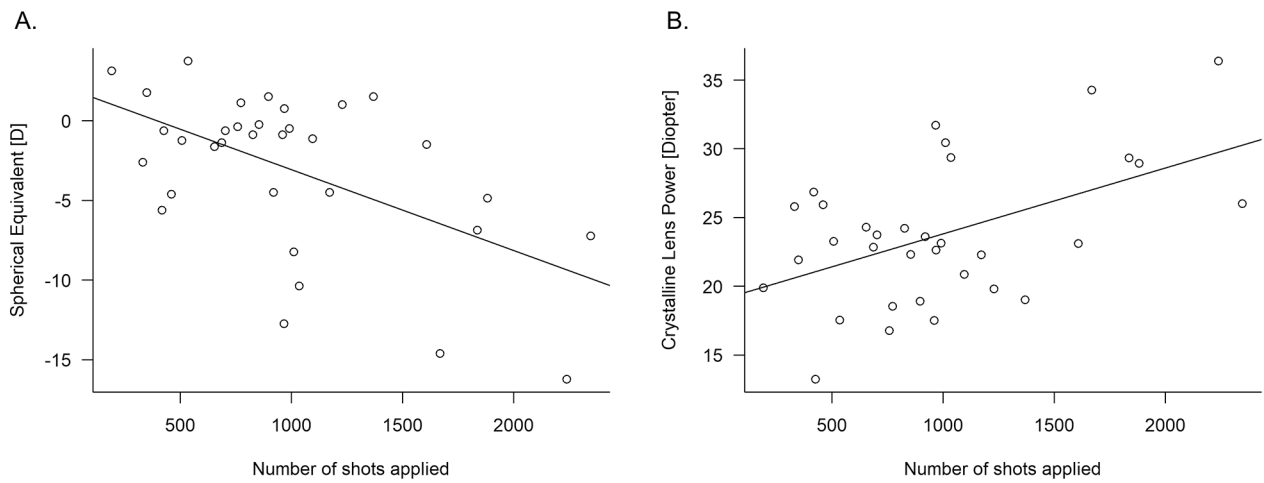 A.
Spherical Equivalent [D]
0
-5
-10
-15
500 1000 1500 2000
Number of shots applied
B.
Crystalline Lens Power [Diopter]
35
30
25
20
15
500 1000 1500 2000
Number of shots applied